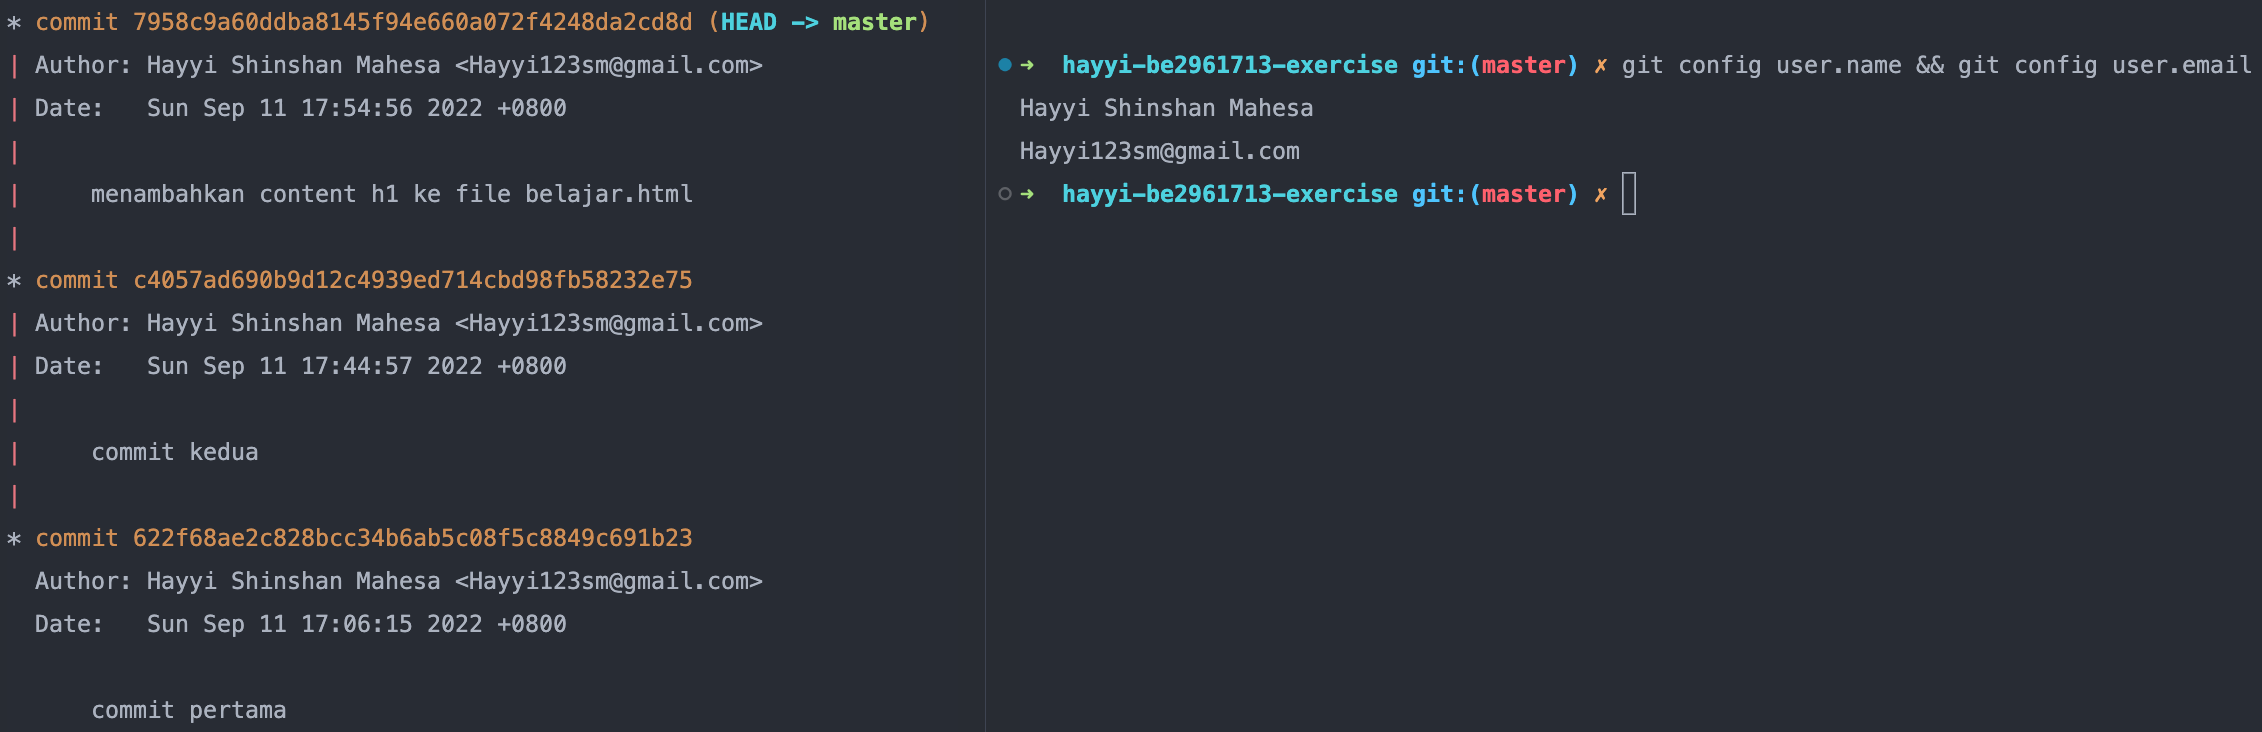 * commit 7958c9a60ddba8145f94e660a072f4248da2cd8d (HEAD -> master)
| Author: Hayyi Shinshan Mahesa <Hayyi123sm@gmail.com>
| Date:   Sun Sep 11 17:54:56 2022 +0800
|
|     menambahkan content h1 ke file belajar.html
|
* commit c4057ad690b9d12c4939ed714cbd98fb58232e75
| Author: Hayyi Shinshan Mahesa <Hayyi123sm@gmail.com>
| Date:   Sun Sep 11 17:44:57 2022 +0800
|
|     commit kedua
|
* commit 622f68ae2c828bcc34b6ab5c08f5c8849c691b23
  Author: Hayyi Shinshan Mahesa <Hayyi123sm@gmail.com>
  Date:   Sun Sep 11 17:06:15 2022 +0800

      commit pertama
● ➜  hayyi-be2961713-exercise git:(master) ✗ git config user.name && git config user.email
Hayyi Shinshan Mahesa
Hayyi123sm@gmail.com
○ ➜  hayyi-be2961713-exercise git:(master) ✗